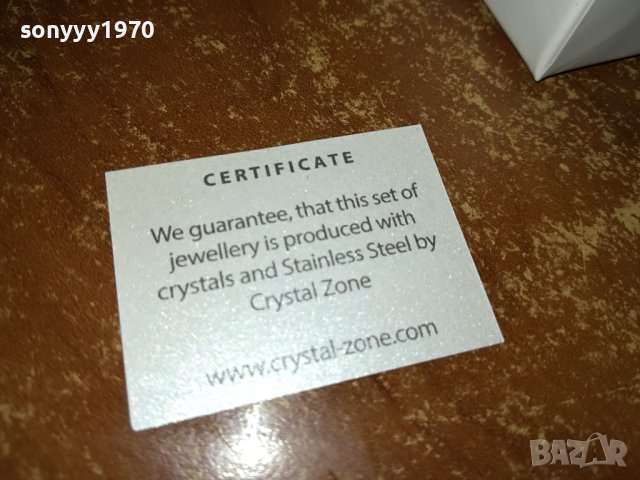 sonyyy1970
CERTIFICATE
We guarantee, that this set of
jewellery is produced with
crystals and Stainless Steel by
Crystal Zone
www.crystal-zone.com
BAZAR